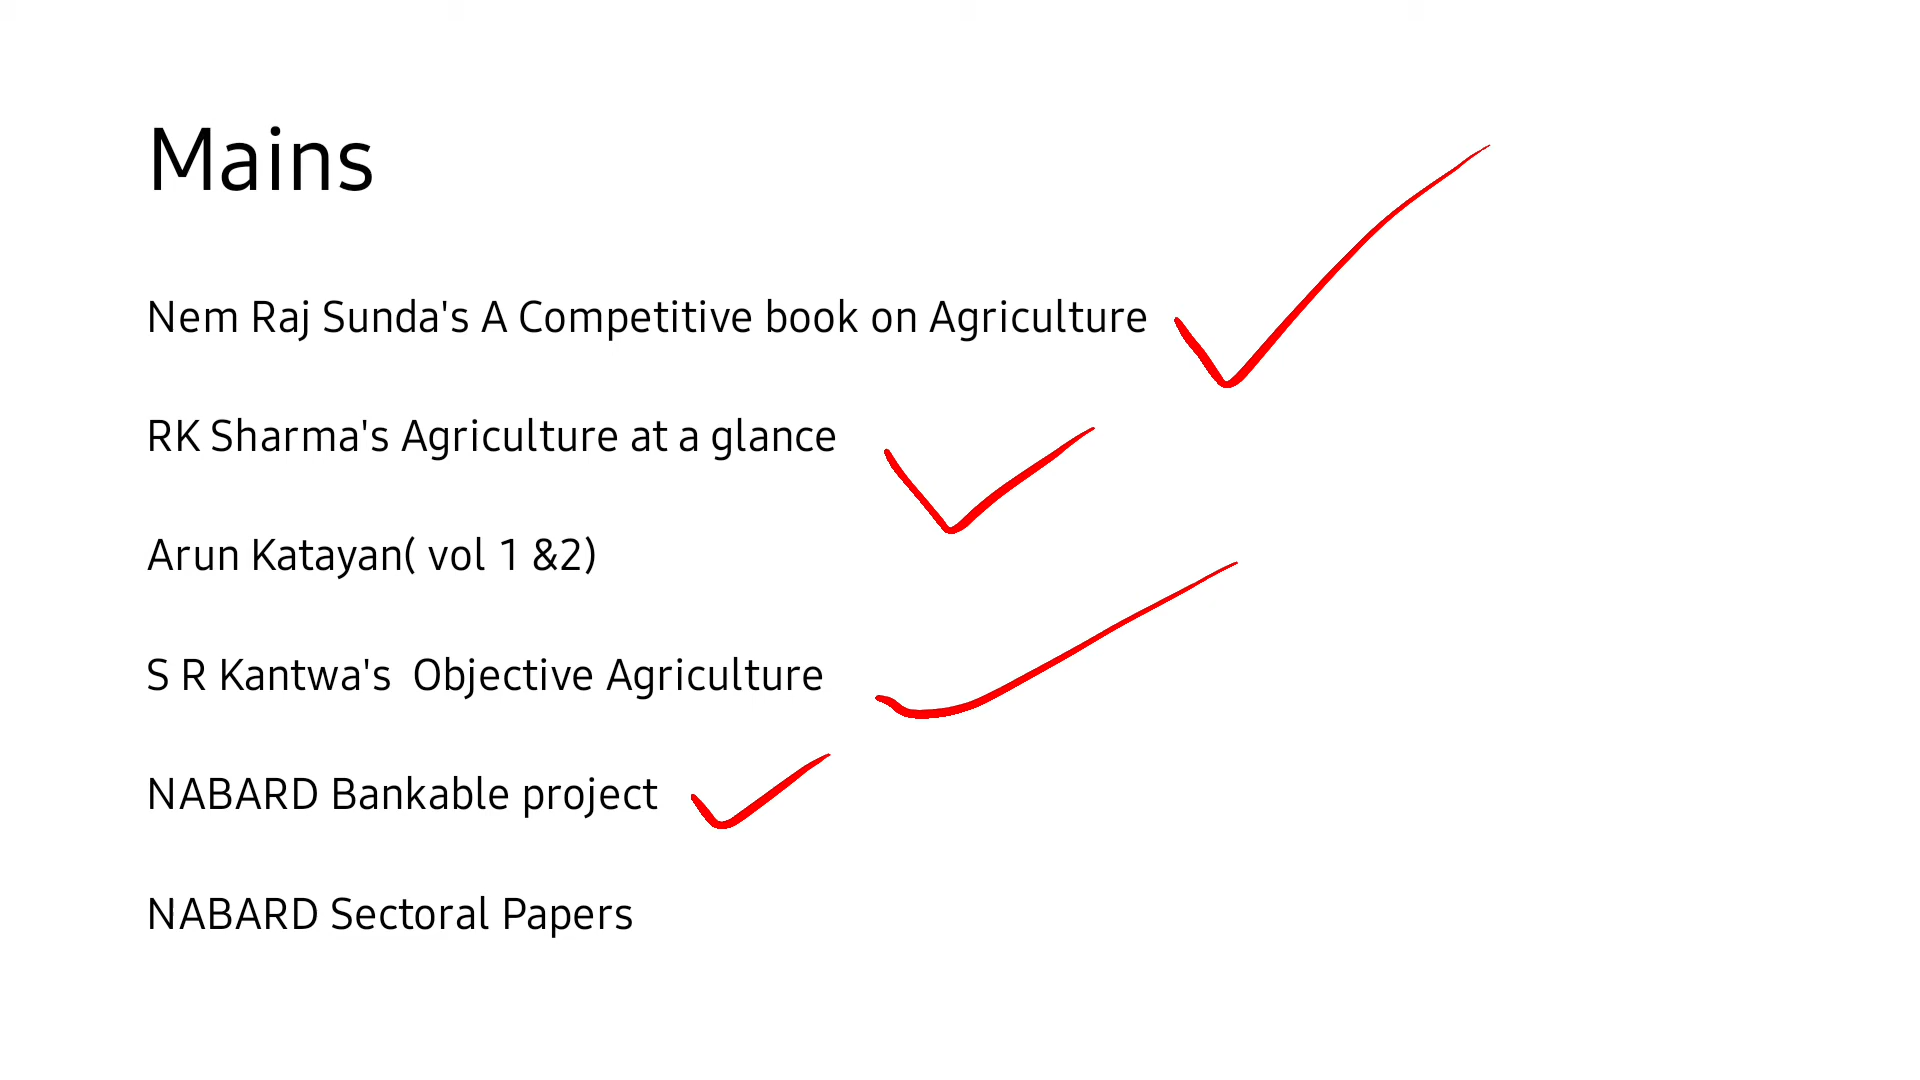 Mains
Nem Raj Sunda's A Competitive book on Agriculture
RK Sharma's Agriculture at a glance
Arun Katayan( vol 1 &2)
S R Kantwa's  Objective Agriculture
NABARD Bankable project
NABARD Sectoral Papers